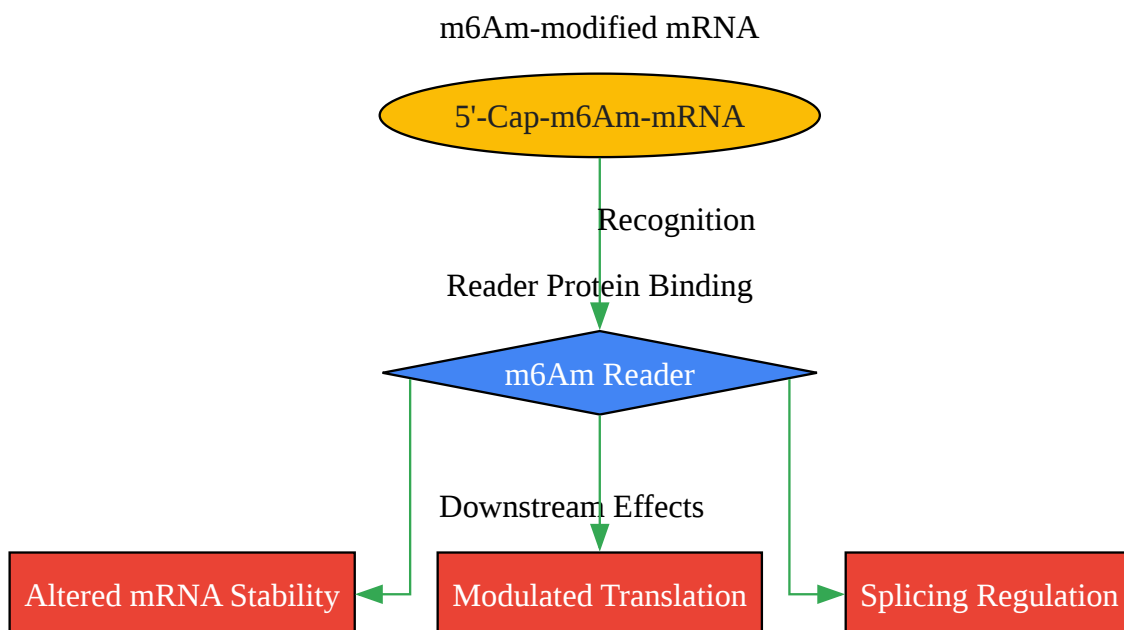 m6Am-modified mRNA
5'-Cap-m6Am-mRNA
Recognition
Reader Protein Binding
m6Am Reader
Downstream Effects
Altered mRNA Stability
Modulated Translation
Splicing Regulation